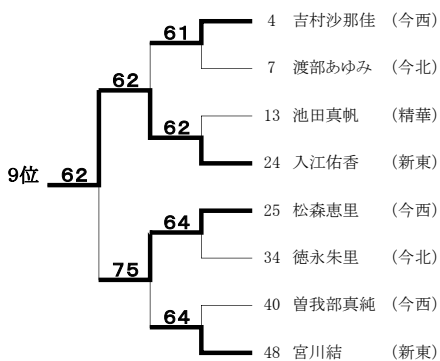 61
4 吉村沙那佳 (今西)
7 渡部あゆみ (今北)
62
62
13 池田真帆 (精華)
24 入江佑香 (新東)
9位 62
64
25 松森恵里 (今西)
34 徳永朱里 (今北)
75
64
40 曽我部真純 (今西)
48 宮川結 (新東)